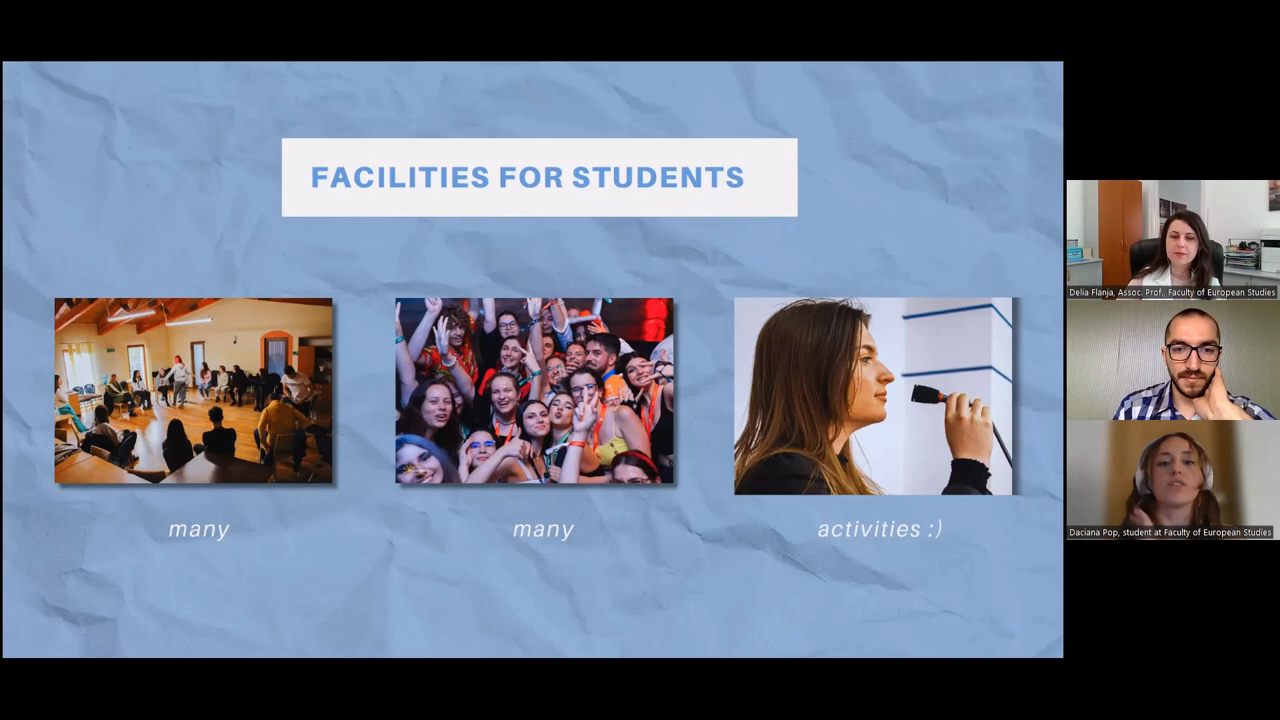 FACILITIES FOR STUDENTS
many
many
activities :)
Delia Flanja, Assoc. Prof., Faculty of European Studies
Daciana Pop, student at Faculty of European Studies